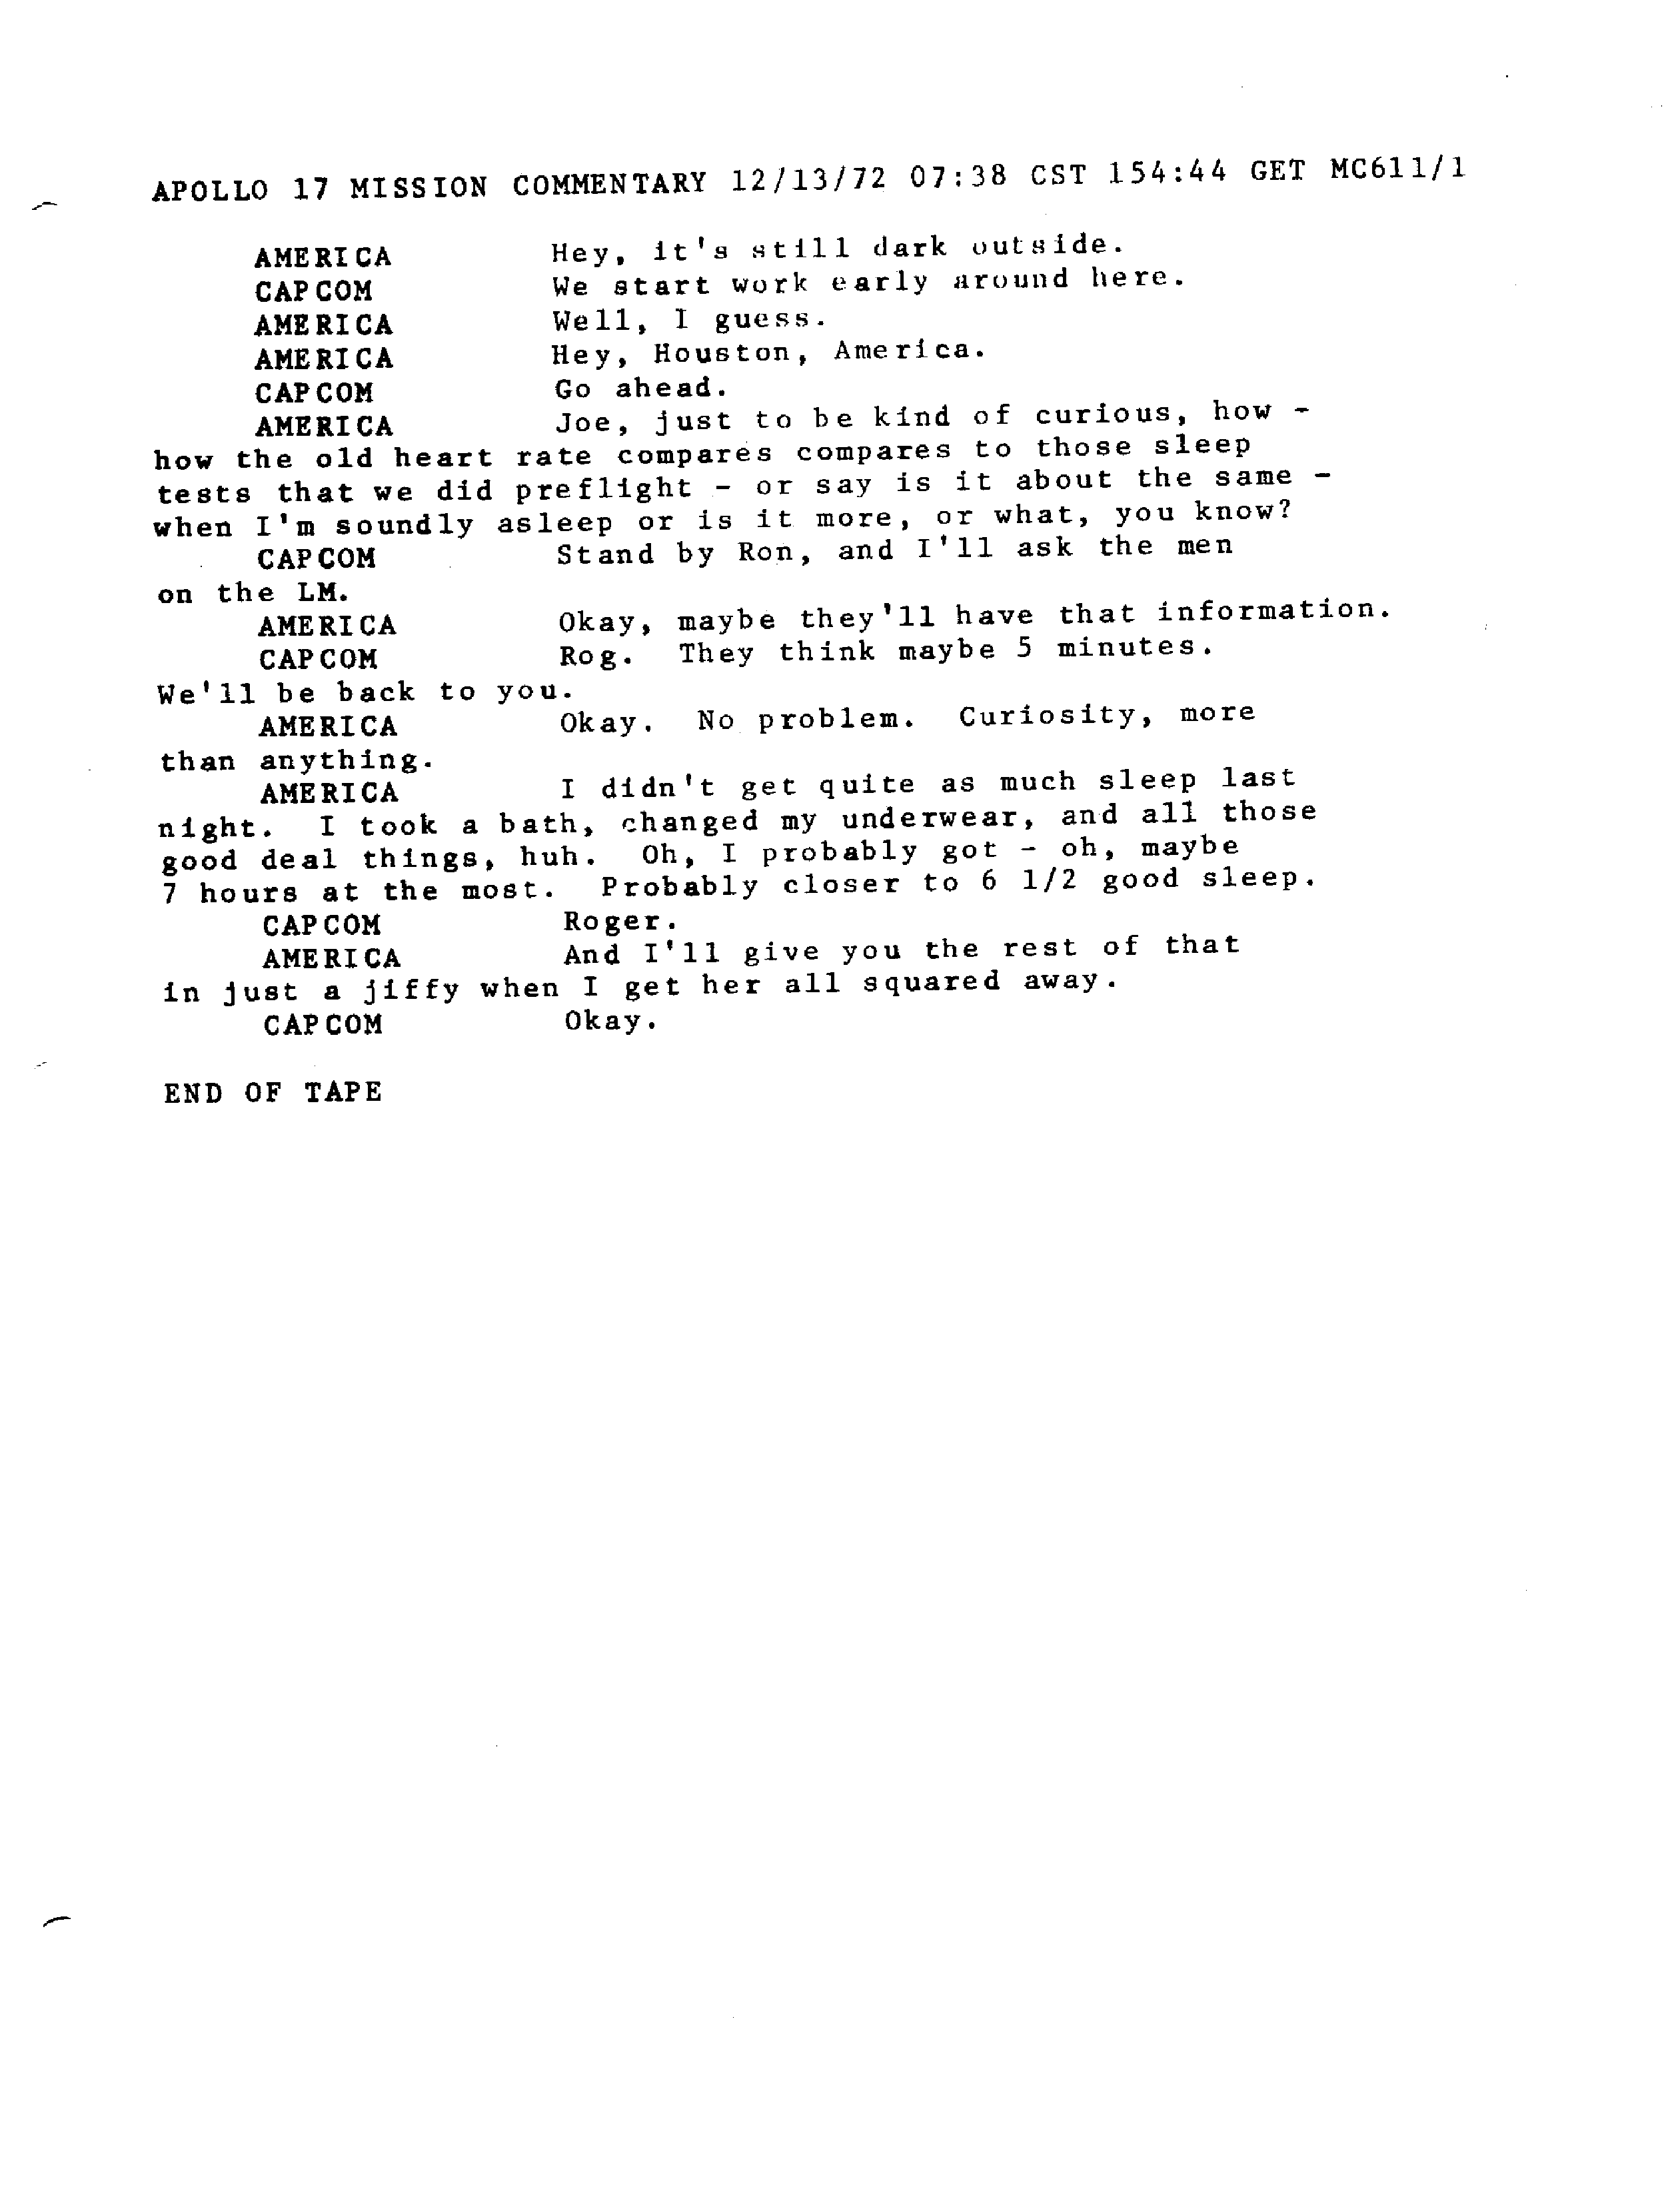 APOLLO 17 MISSION COMMENTARY 12/13/72 07:38 CST 154:44 GET MC611/1
AMERICA Hey, it's still dark outside.
CAPCOM We start work early around here.
AMERICA Well, I guess.
AMERICA Hey, Houston, America.
CAPCOM Go ahead.
AMERICA Joe, just to be kind of curious, how -
how the old heart rate compares compares to those sleep
tests that we did preflight - or say is it about the same -
when I'm soundly asleep or is it more, or what, you know?
CAPCOM Stand by Ron, and I'll ask the men
on the LM.
AMERICA Okay, maybe they'll have that information.
CAPCOM Rog. They think maybe 5 minutes.
We'll be back to you.
AMERICA Okay. No problem. Curiosity, more
than anything.
AMERICA I didn't get quite as much sleep last
night. I took a bath, changed my underwear, and all those
good deal things, huh. Oh, I probably got - oh, maybe
7 hours at the most. Probably closer to 6 1/2 good sleep.
CAPCOM Roger.
AMERICA And I'll give you the rest of that
in just a jiffy when I get her all squared away.
CAPCOM Okay.
END OF TAPE